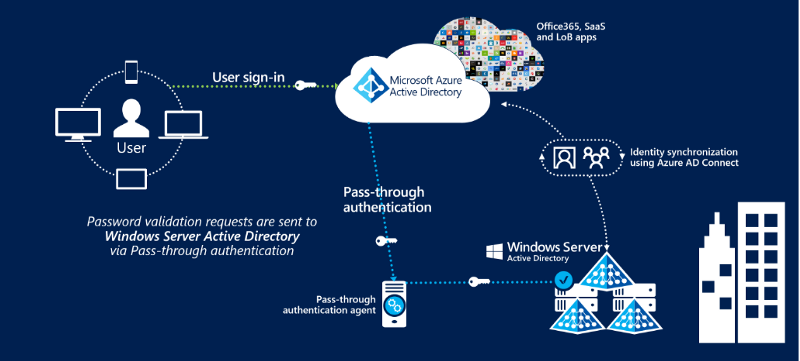 Office365, SaaS
and LoB apps
User sign-in
Microsoft Azure
Active Directory
User
Identity synchronization
using Azure AD Connect
Pass-through
authentication
Password validation requests are sent to
Windows Server Active Directory
via Pass-through authentication
Windows Server
Active Directory
Pass-through
authentication agent